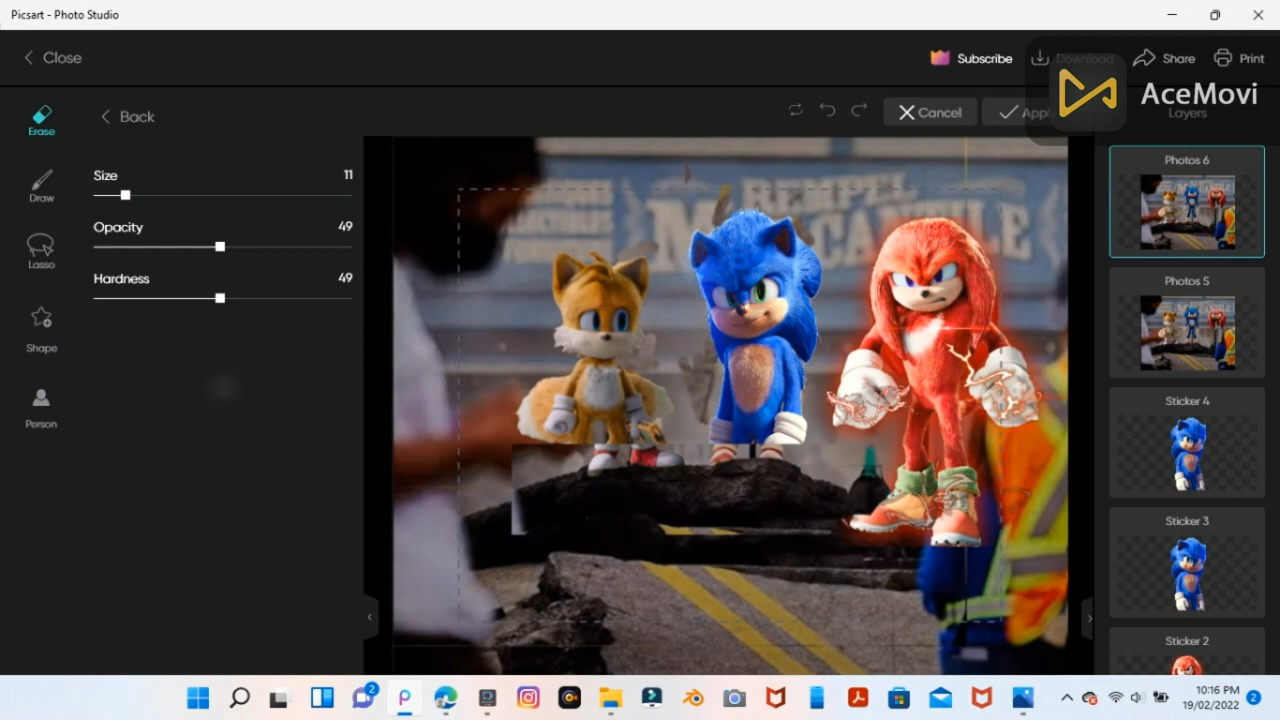 Picsart - Photo Studio
Close
Subscribe
Download
Share
Print
AceMovi
Erase
Back
Cancel
Layers
Size 11
Draw
Opacity 49
Lasso
Hardness 49
Shape
Person
Photos 6
Photos 5
Sticker 4
Sticker 3
Sticker 2
2
10:16 PM
19/02/2022
2